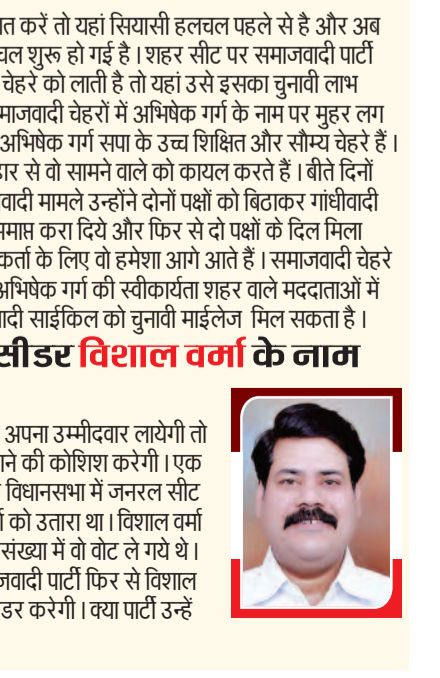 त करें तो यहां सियासी हलचल पहले से है और अब
चल शुरू हो गई है । शहर सीट पर समाजवादी पार्टी
चेहरे को लाती है तो यहां उसे इसका चुनावी लाभ
माजवादी चेहरों में अभिषेक गर्ग के नाम पर मुहर लग
अभिषेक गर्ग सपा के उच्च शिक्षित और सौम्य चेहरे हैं ।
हार से वो सामने वाले को कायल करते हैं । बीते दिनों
वादी मामले उन्होंने दोनों पक्षों को बिठाकर गांधीवादी
समाप्त करा दिये और फिर से दो पक्षों के दिल मिला
कर्ता के लिए वो हमेशा आगे आते हैं । समाजवादी चेहरे
अभिषेक गर्ग की स्वीकार्यता शहर वाले मददाताओं में
ादी साईकिल को चुनावी माईलेज मिल सकता है ।
सीडर विशाल वर्मा के नाम
अपना उम्मीदवार लायेगी तो
ाने की कोशिश करेगी । एक
विधानसभा में जनरल सीट
र्मा को उतारा था । विशाल वर्मा
संख्या में वो वोट ले गये थे ।
जवादी पार्टी फिर से विशाल
डर करेगी । क्या पार्टी उन्हें